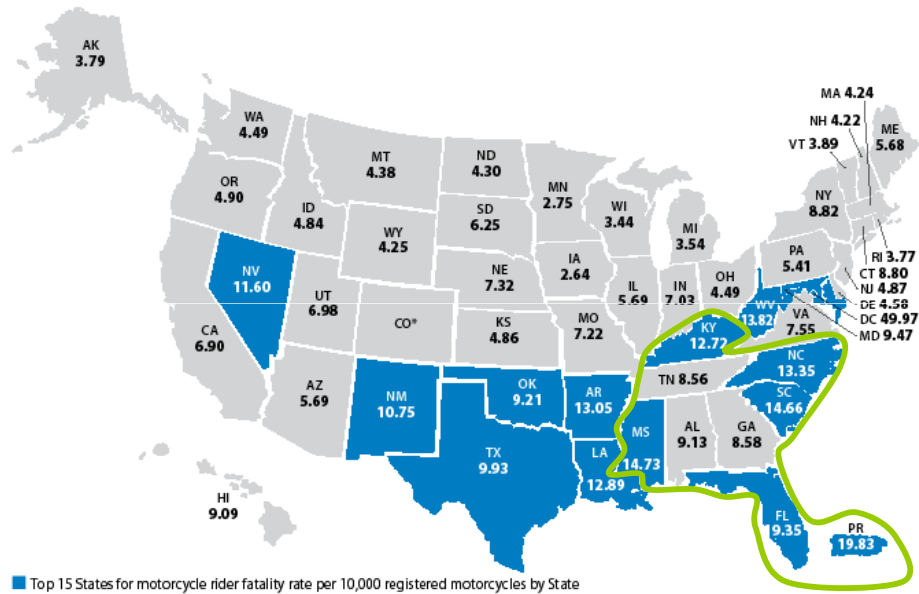 AK
3.79
WA
4.49
MT
4.38
ND
4.30
MN
2.75
WI
3.44
MI
3.54
MA 4.24
NH 4.22
VT 3.89
ME
5.68
OR
4.90
ID
4.84
WY
4.25
SD
6.25
IA
2.64
NY
8.82
PA
5.41
RI 3.77
CT 8.80
NJ 4.87
DE 4.58
DC 49.97
MD 9.47
NV
11.60
UT
6.98
CO*
NE
7.32
KS
4.86
MO
7.22
IL
5.69
IN
7.03
OH
4.49
WV
13.82
VA
7.55
KY
12.72
CA
6.90
AZ
5.69
NM
10.75
OK
9.21
AR
13.05
TN 8.56
NC
13.35
SC
14.66
TX
9.93
LA
12.89
MS
14.73
AL
9.13
GA
8.58
HI
9.09
FL
9.35
PR
19.83
Top 15 States for motorcycle rider fatality rate per 10,000 registered motorcycles by State